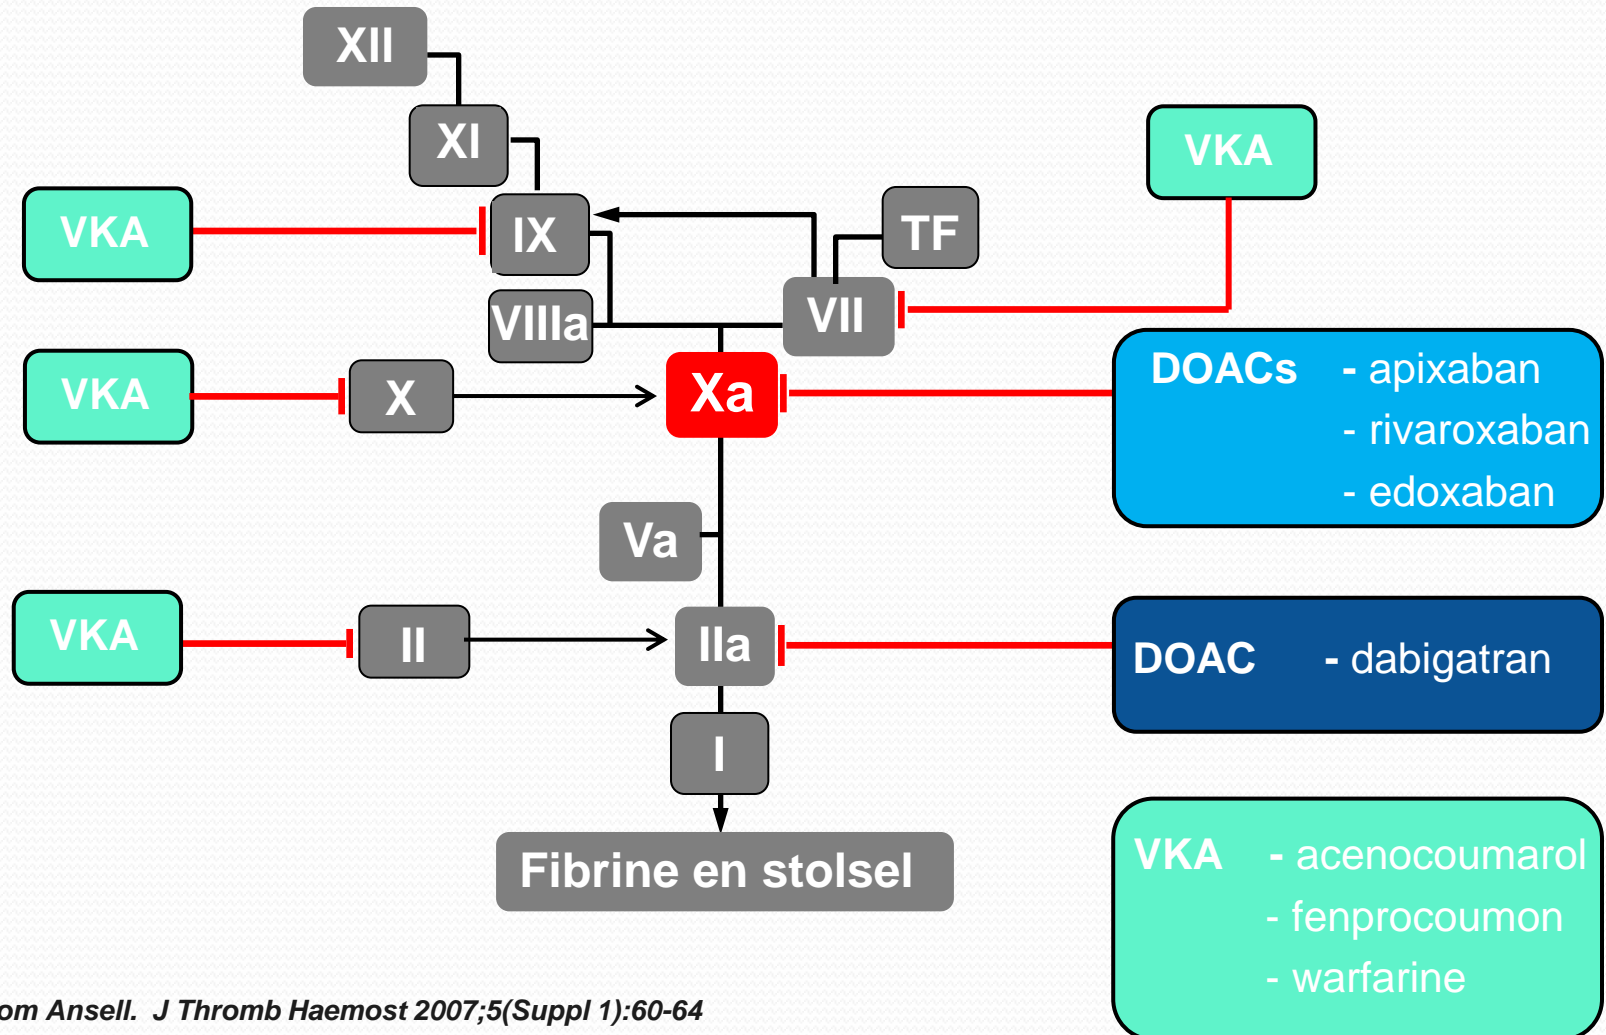 XII
XI
VKA
VKA
IX
TF
VIIIa
VII
VKA
X
Xa
DOACs - apixaban
- rivaroxaban
- edoxaban
Va
VKA
II
IIa
DOAC - dabigatran
I
Fibrine en stolsel
VKA - acenocoumarol
- fenprocoumon
- warfarine
om Ansell. J Thromb Haemost 2007;5(Suppl 1):60-64